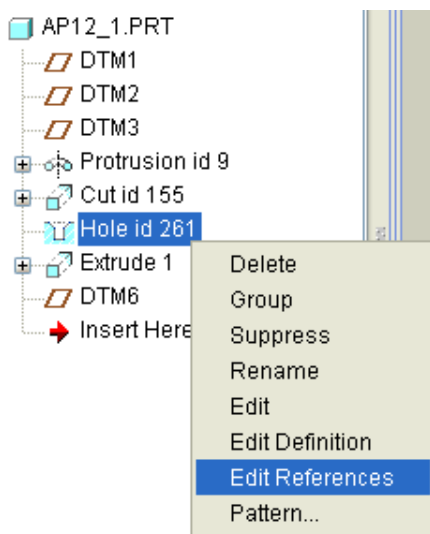 AP12_1.PRT
DTM1
DTM2
DTM3
Protrusion id 9
Cut id 155
Hole id 261
Extrude 1
DTM6
Insert Here
Delete
Group
Suppress
Rename
Edit
Edit Definition
Edit References
Pattern...